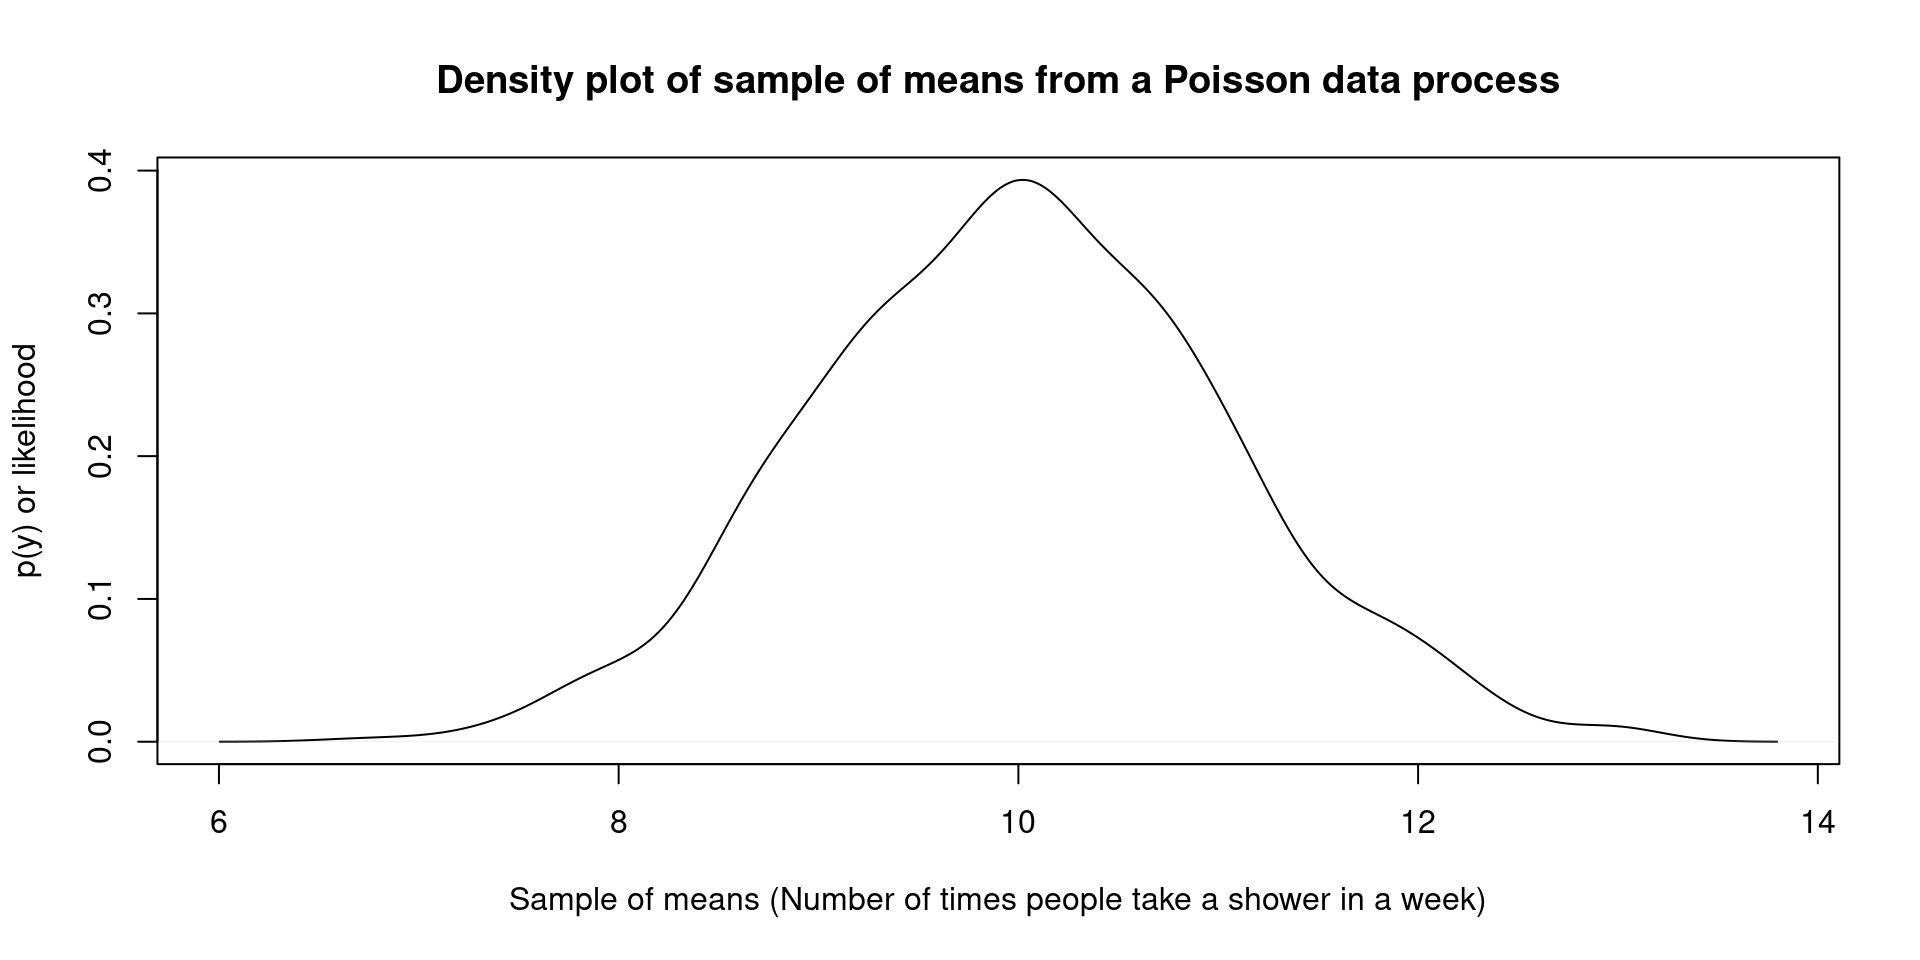 Density plot of sample of means from a Poisson data process
p(y) or likelihood
0.4
0.3
0.2
0.1
0.0
6 8 10 12 14
Sample of means (Number of times people take a shower in a week)